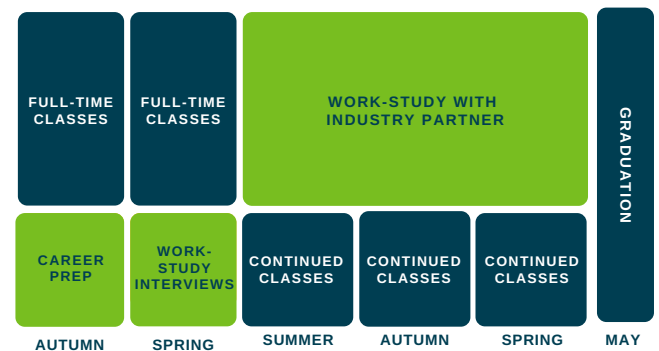 FULL-TIME
CLASSES
FULL-TIME
CLASSES
WORK-STUDY WITH
INDUSTRY PARTNER
GRADUATION
CAREER
PREP
WORK-
STUDY
INTERVIEWS
CONTINUED
CLASSES
CONTINUED
CLASSES
CONTINUED
CLASSES
AUTUMN
SPRING
SUMMER
AUTUMN
SPRING
MAY